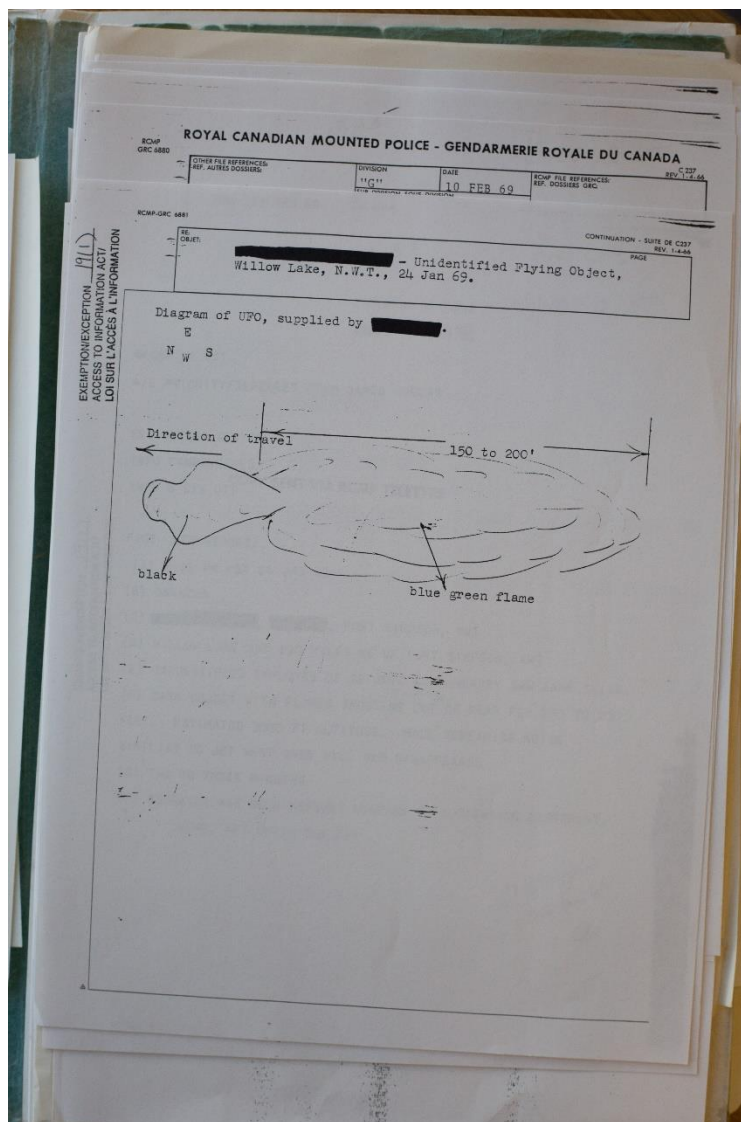 RCMP
GRC 6880
ROYAL CANADIAN MOUNTED POLICE - GENDARMERIE ROYALE DU CANADA
C 237
REV. 1-4-66
OTHER FILE REFERENCES:
REF. AUTRES DOSSIERS:
DIVISION
"G"
DATE
10 FEB 69
RCMP FILE REFERENCES:
REF. DOSSIERS GRC:
RCMP-GRC 6881
CONTINUATION - SUITE DE C237
REV. 1-4-66
RE:
OBJET:
PAGE
- Unidentified Flying Object,
Willow Lake, N.W.T., 24 Jan 69.
EXEMPTION/EXCEPTION 19(1)
ACCESS TO INFORMATION ACT/
LOI SUR L'ACCÈS À L'INFORMATION
Diagram of UFO, supplied by .
E
N S
W
Direction of travel
150 to 200'
black
blue green flame